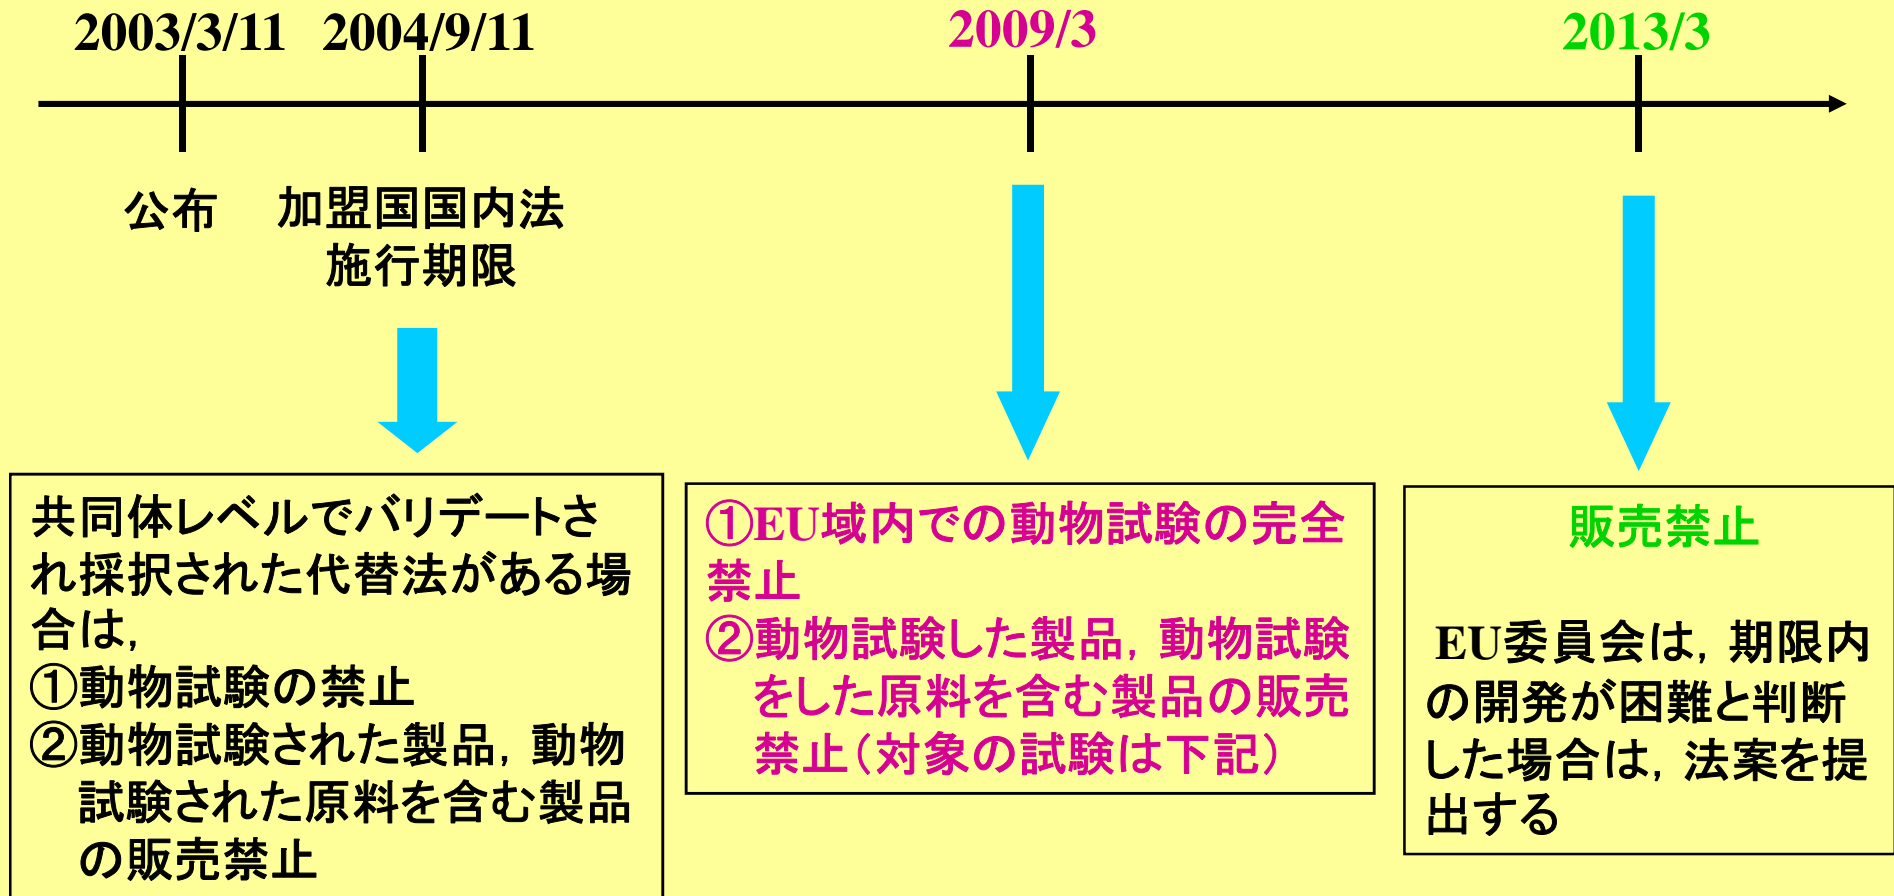 2003/3/11 2004/9/11 2009/3 2013/3
公布
加盟国国内法
施行期限
共同体レベルでバリデートさ
れ採択された代替法がある場
合は,
①動物試験の禁止
②動物試験された製品, 動物
試験された原料を含む製品
の販売禁止
①EU域内での動物試験の完全
禁止
②動物試験した製品, 動物試験
をした原料を含む製品の販売
禁止(対象の試験は下記)
販売禁止
EU委員会は, 期限内
の開発が困難と判断
した場合は, 法案を提
出する